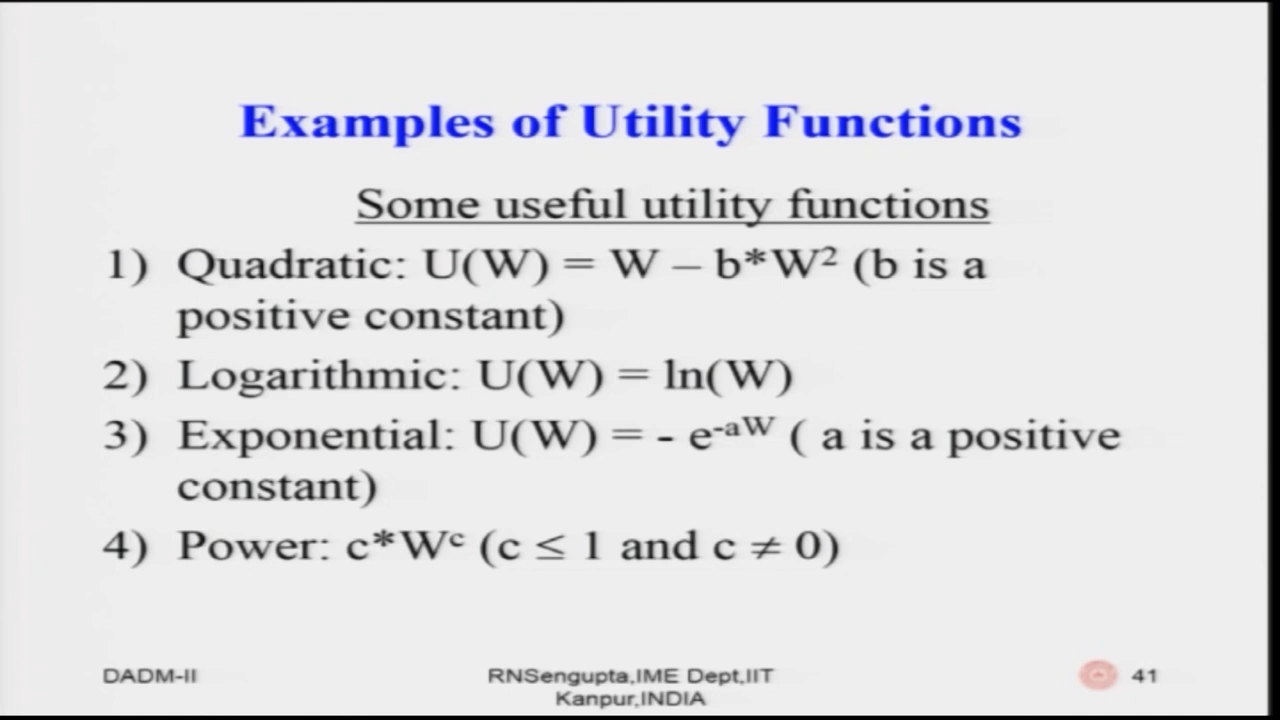 Examples of Utility Functions
Some useful utility functions
1) Quadratic: U(W) = W – b*W² (b is a
positive constant)
2) Logarithmic: U(W) = ln(W)
3) Exponential: U(W) = - e⁻ᵃᵂ ( a is a positive
constant)
4) Power: c*Wᶜ (c ≤ 1 and c ≠ 0)
DADM-II
RNSengupta,IME Dept,IIT
Kanpur,INDIA
41